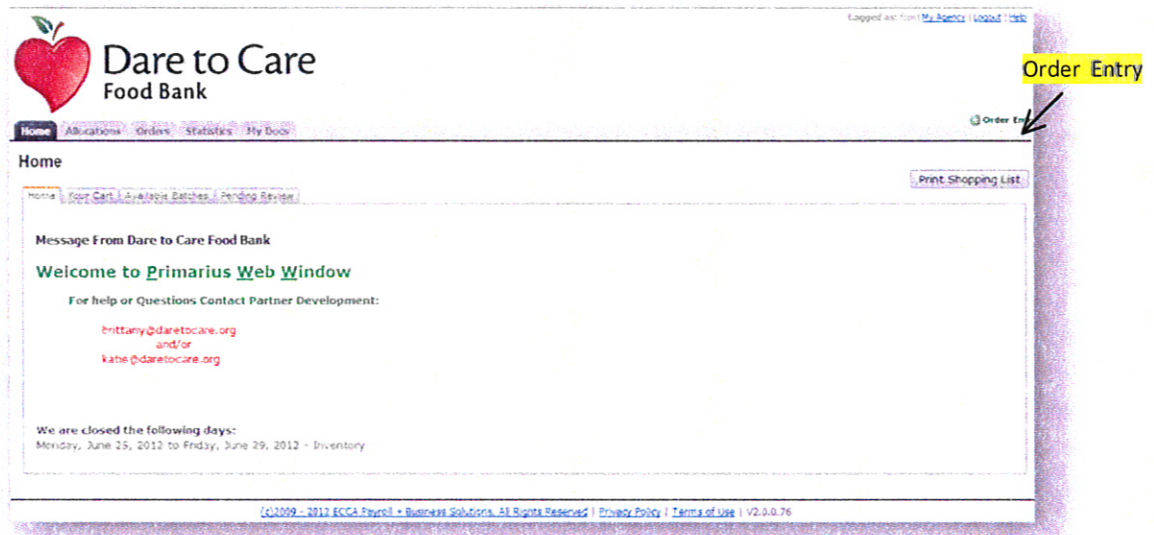 Logged as: | My Agency | Logout | Help
Dare to Care
Food Bank
Order Entry
Home Allocations Orders Statistics My Docs
Order Ent
Home
Print Shopping List
Home Your Cart Available Batches Pending Review
Message From Dare to Care Food Bank
Welcome to Primarius Web Window
For help or Questions Contact Partner Development:
brittany@daretocare.org
and/or
katie@daretocare.org
We are closed the following days:
Monday, June 25, 2012 to Friday, June 29, 2012 - Inventory
(c)2009 - 2012 ECCA Payroll + Business Solutions, All Rights Reserved | Privacy Policy | Terms of Use | V2.0.0.76